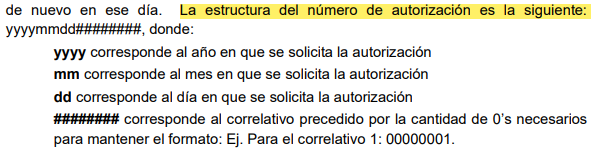 de nuevo en ese día. La estructura del número de autorización es la siguiente:
yyyymmdd########, donde:
yyyy corresponde al año en que se solicita la autorización
mm corresponde al mes en que se solicita la autorización
dd corresponde al día en que se solicita la autorización
######## corresponde al correlativo precedido por la cantidad de 0's necesarios
para mantener el formato: Ej. Para el correlativo 1: 00000001.